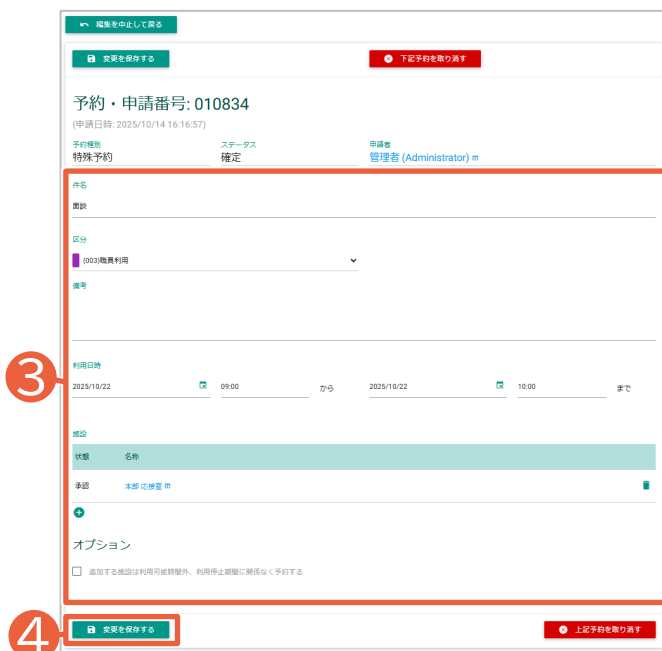 編集を中止して戻る
変更を保存する 下記予約を取り消す
予約・申請番号: 010834
(申請日時: 2025/10/14 16:16:57)
予約種別 ステータス 申請者
特殊予約 確定 管理者 (Administrator)
件名
面談
区分
(003)職員利用
備考
利用日時
3
2025/10/22 09:00 から 2025/10/22 10:00 まで
施設
状態 名称
承認 本部 応接室
オプション
追加する施設は利用可能時間外、利用停止期間に関係なく予約する
4
変更を保存する 上記予約を取り消す